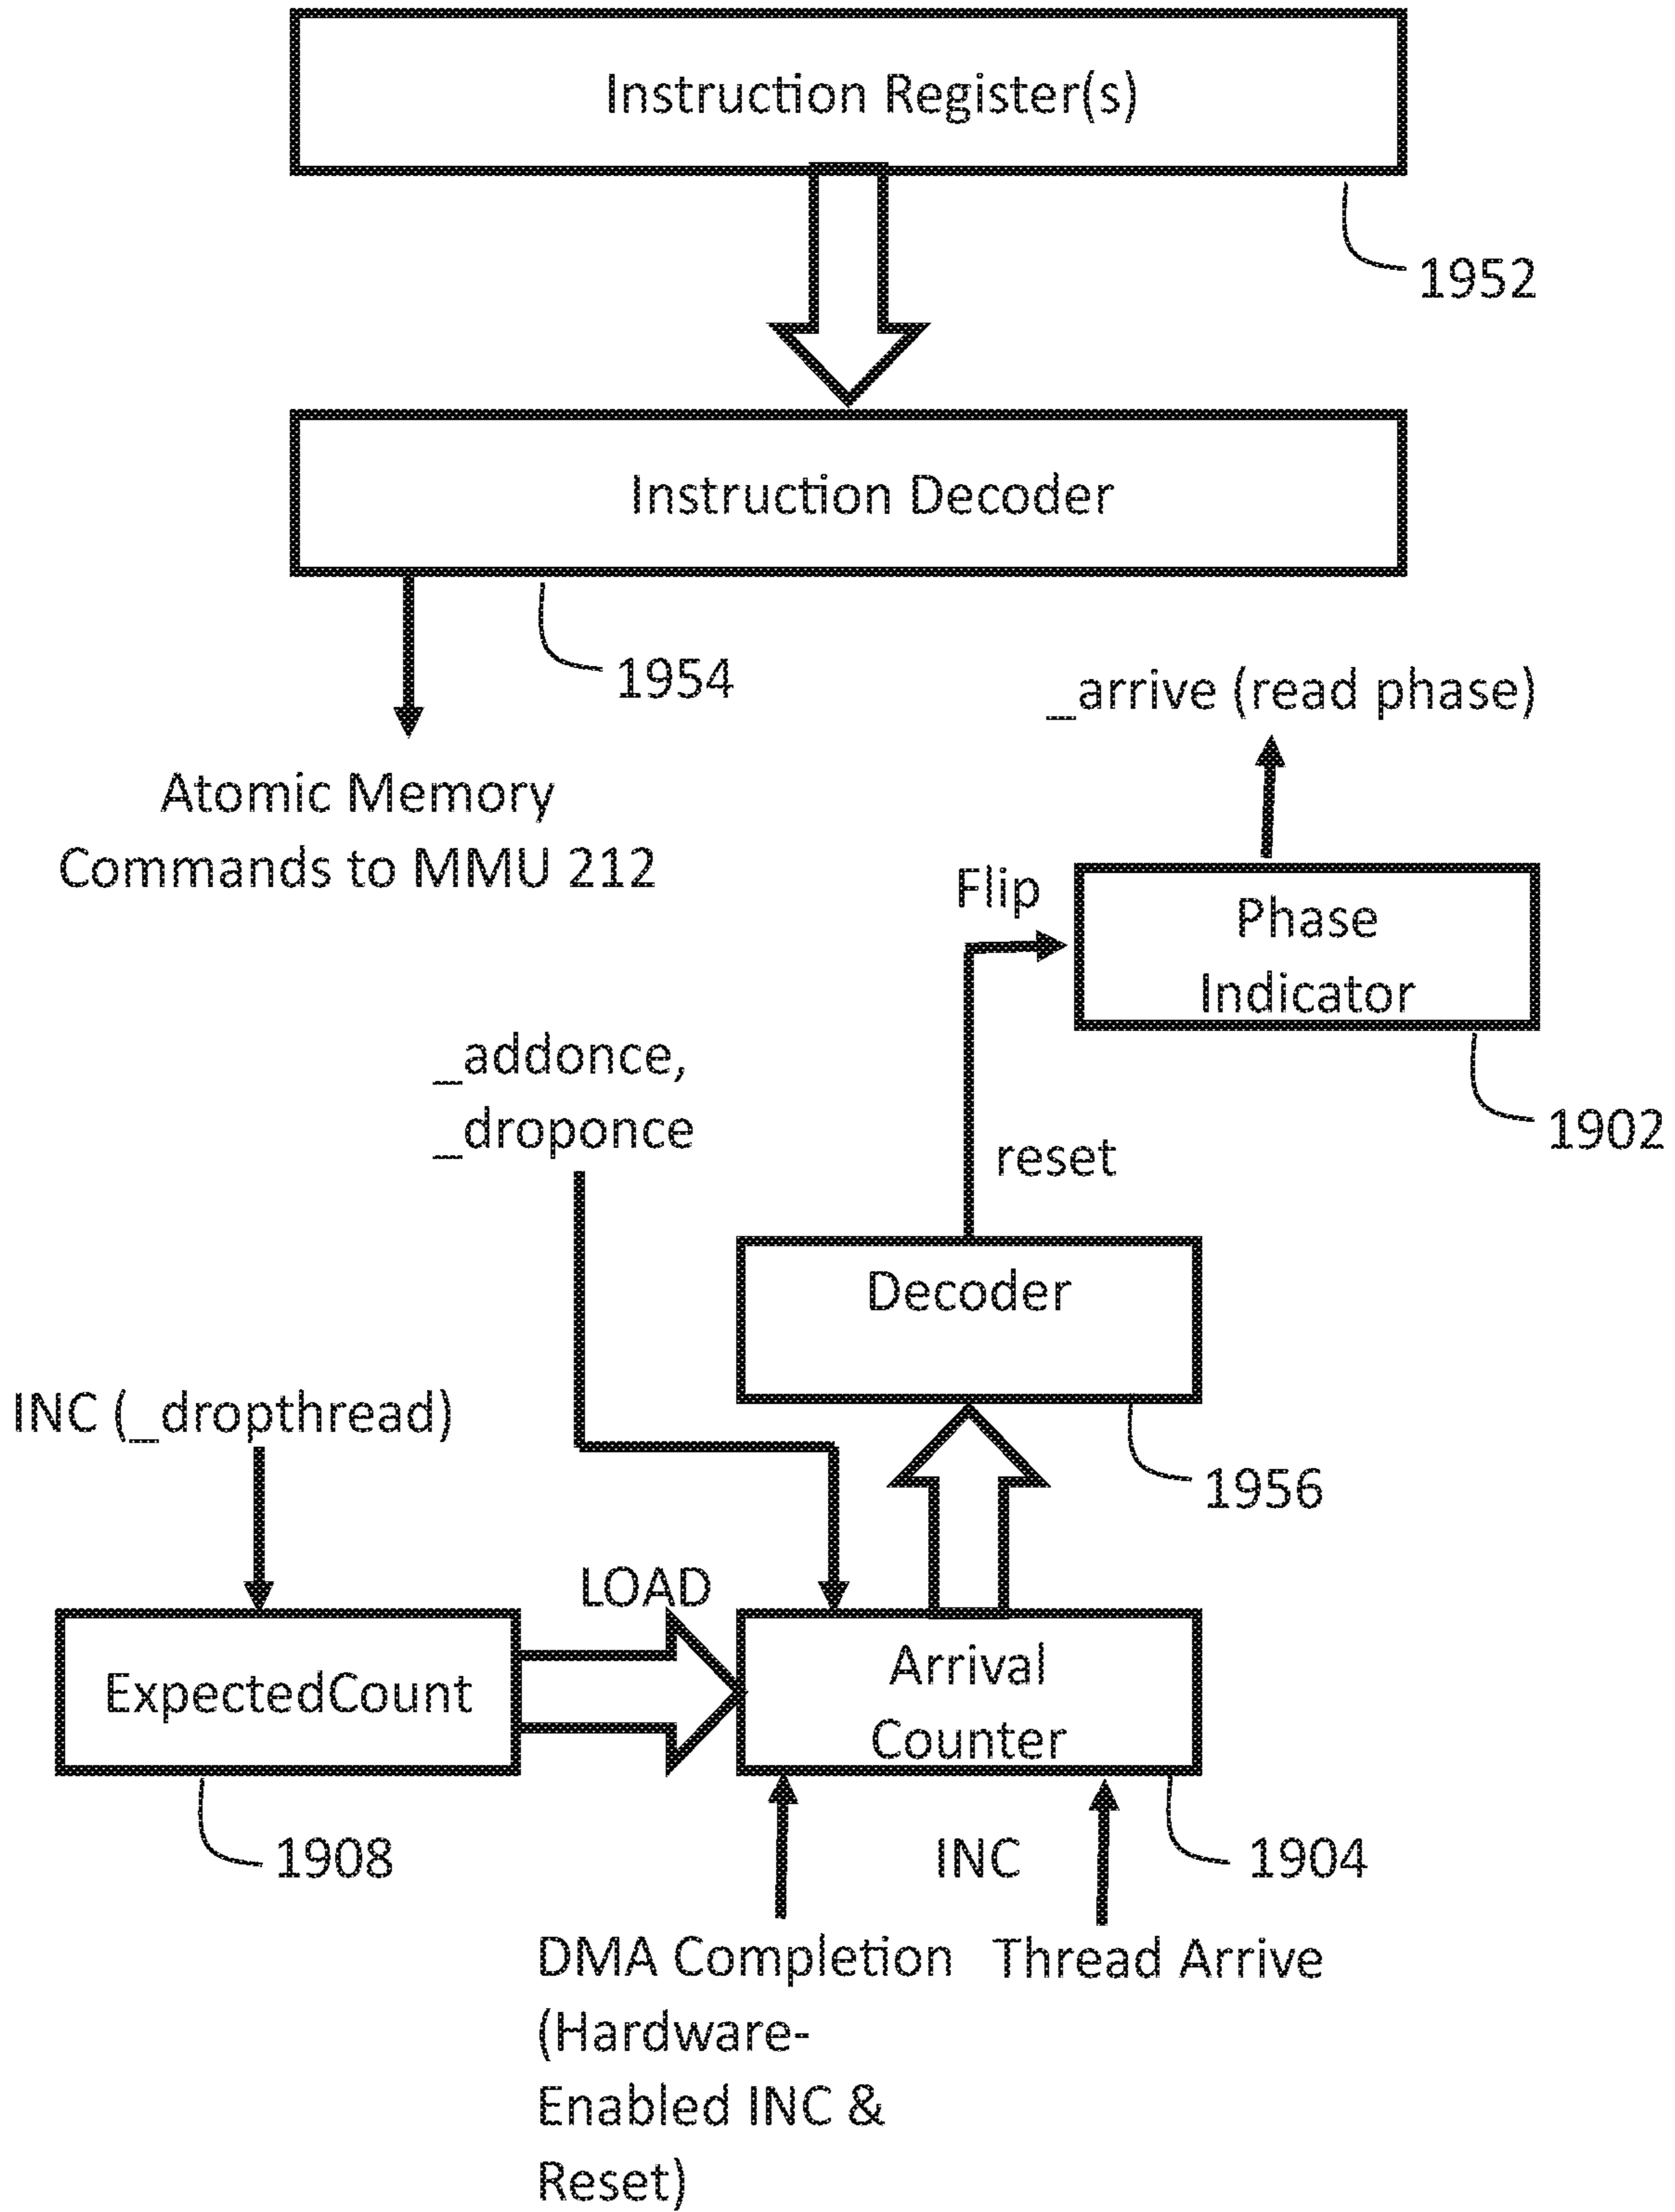 Instruction Register(s)
1952
Instruction Decoder
1954
_arrive (read phase)
Atomic Memory
Commands to MMU 212
Flip
Phase
Indicator
_addonce,
_droponce
1902
reset
Decoder
INC (_dropthread)
1956
LOAD
ExpectedCount
Arrival
Counter
1908
INC
1904
DMA Completion
(Hardware-
Enabled INC &
Reset)
Thread Arrive